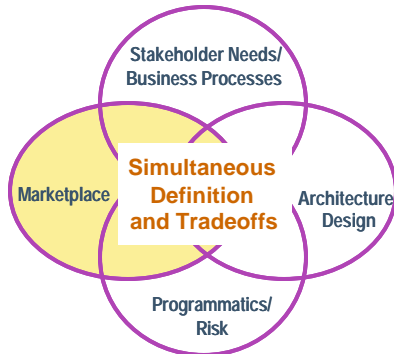 Stakeholder Needs/
Business Processes
Marketplace
Simultaneous
Definition
and Tradeoffs
Architecture
Design
Programmatics/
Risk